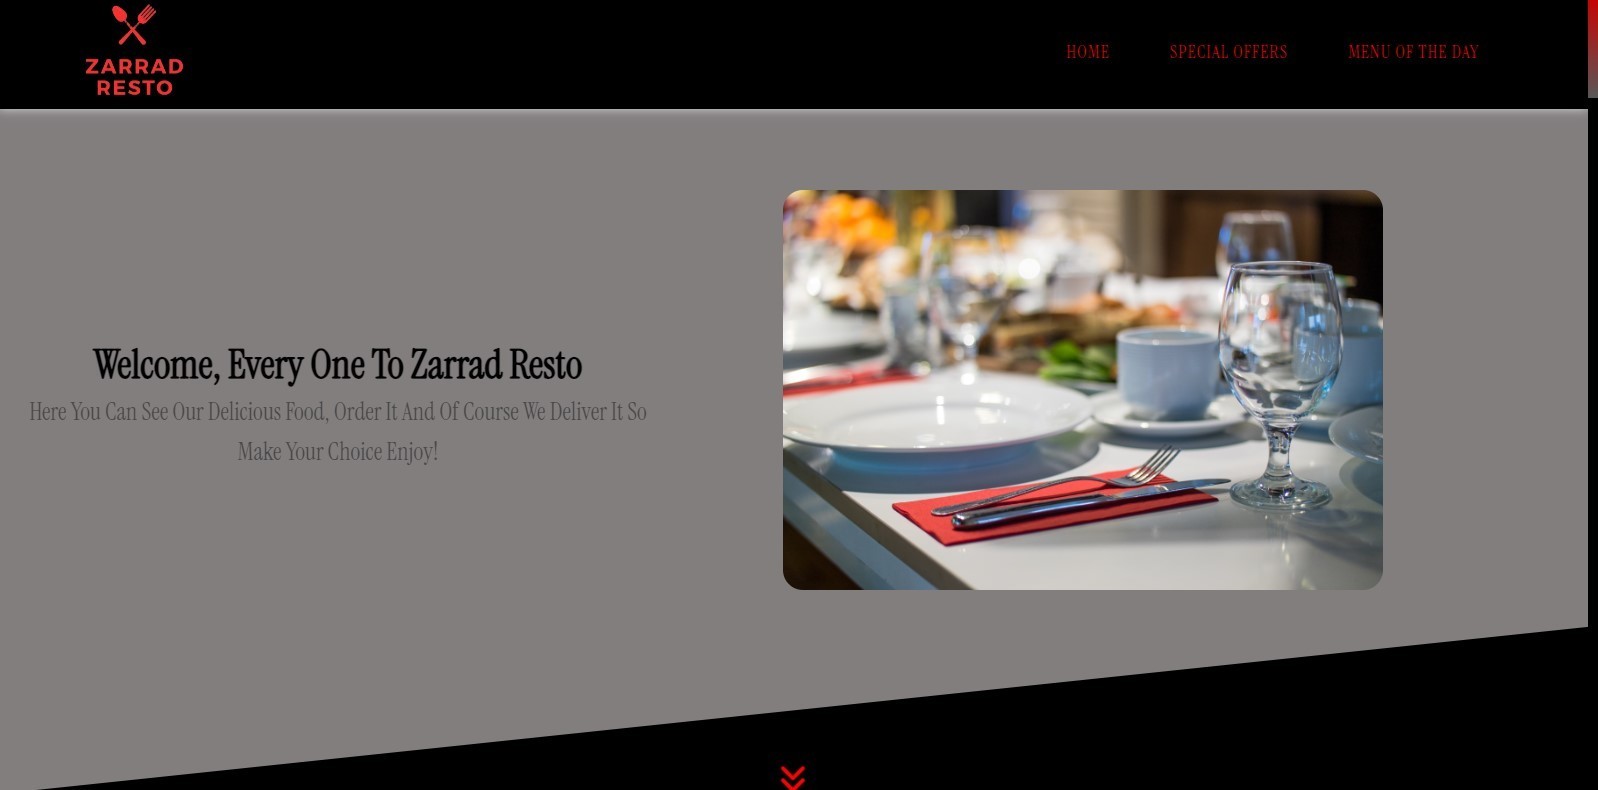 ZARRAD
RESTO
HOME
SPECIAL OFFERS
MENU OF THE DAY
Welcome, Every One To Zarrad Resto
Here You Can See Our Delicious Food, Order It And Of Course We Deliver It So
Make Your Choice Enjoy!